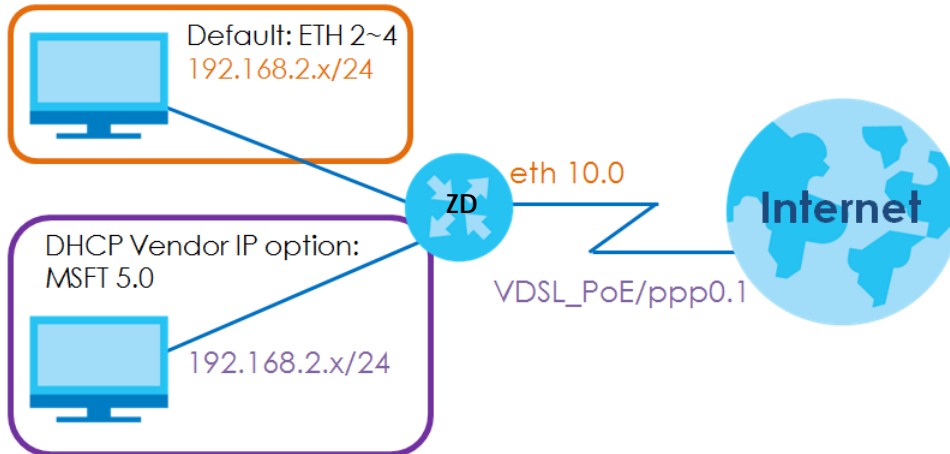 Default: ETH 2~4
192.168.2.x/24
DHCP Vendor IP option:
MSFT 5.0
192.168.2.x/24
ZD
eth 10.0
VDSL_PoE/ppp0.1
Internet